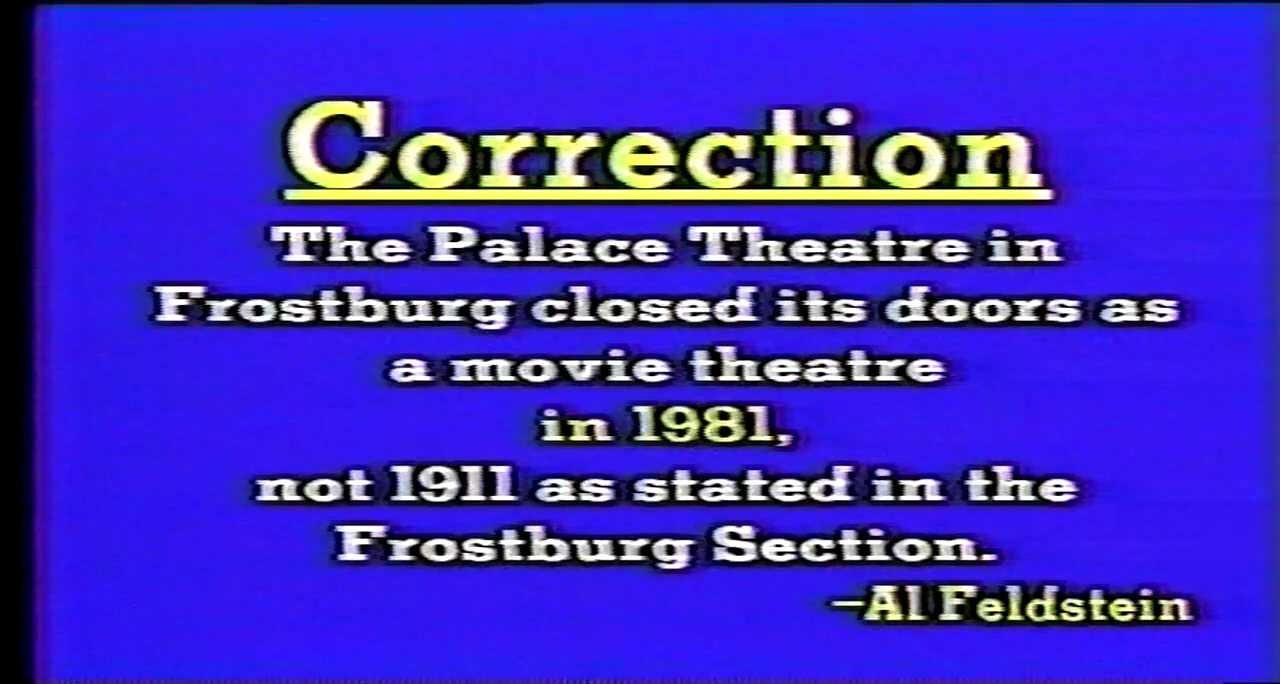 Correction
The Palace Theatre in
Frostburg closed its doors as
a movie theatre
in 1981,
not 1911 as stated in the
Frostburg Section.
-Al Feldstein